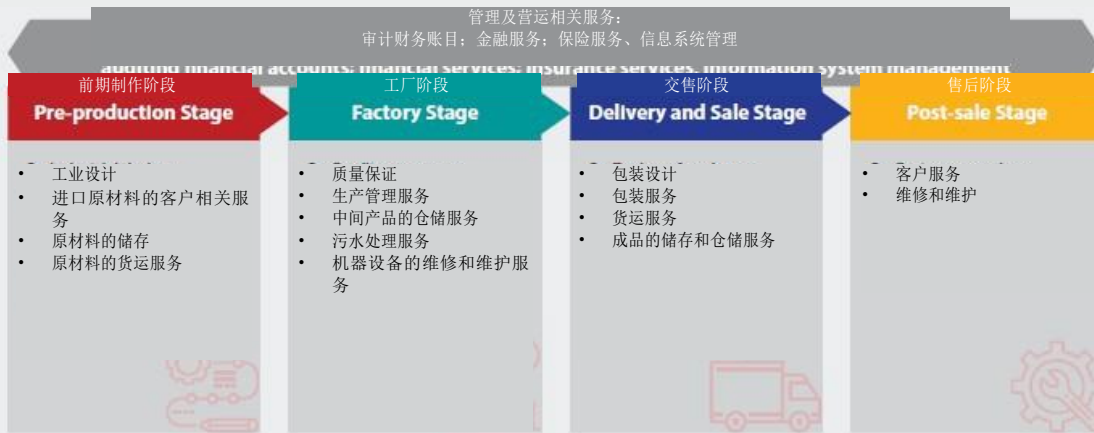 管理及营运相关服务：
审计财务账目；金融服务；保险服务、信息系统管理
auditing financial accounts; financial services; insurance services, information system management
前期制作阶段
Pre-production Stage
工厂阶段
Factory Stage
交售阶段
Delivery and Sale Stage
售后阶段
Post-sale Stage
• 工业设计
• 进口原材料的客户相关服
务
• 原材料的储存
• 原材料的货运服务
• 质量保证
• 生产管理服务
• 中间产品的仓储服务
• 污水处理服务
• 机器设备的维修和维护服
务
• 包装设计
• 包装服务
• 货运服务
• 成品的储存和仓储服务
• 客户服务
• 维修和维护